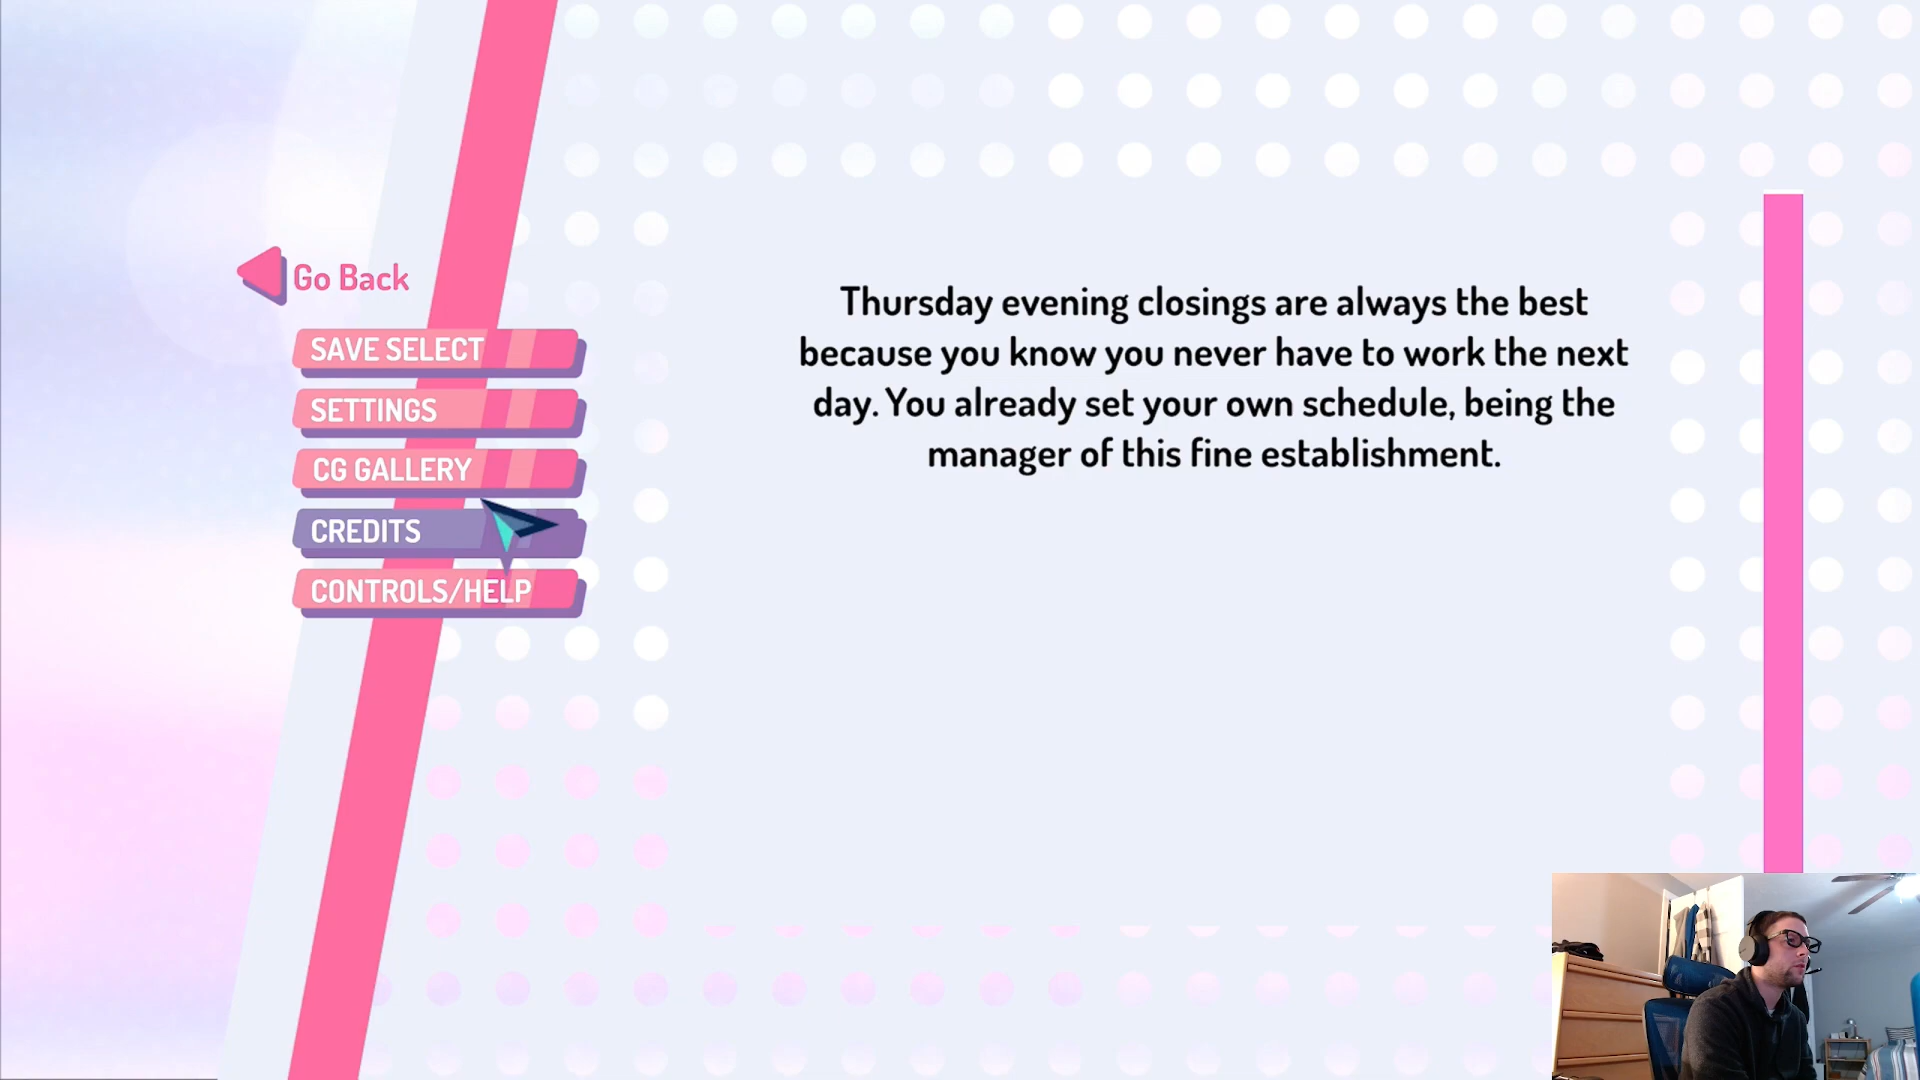 Go Back
SAVE SELECT
SETTINGS
CG GALLERY
CREDITS
CONTROLS/HELP
Thursday evening closings are always the best
because you know you never have to work the next
day. You already set your own schedule, being the
manager of this fine establishment.